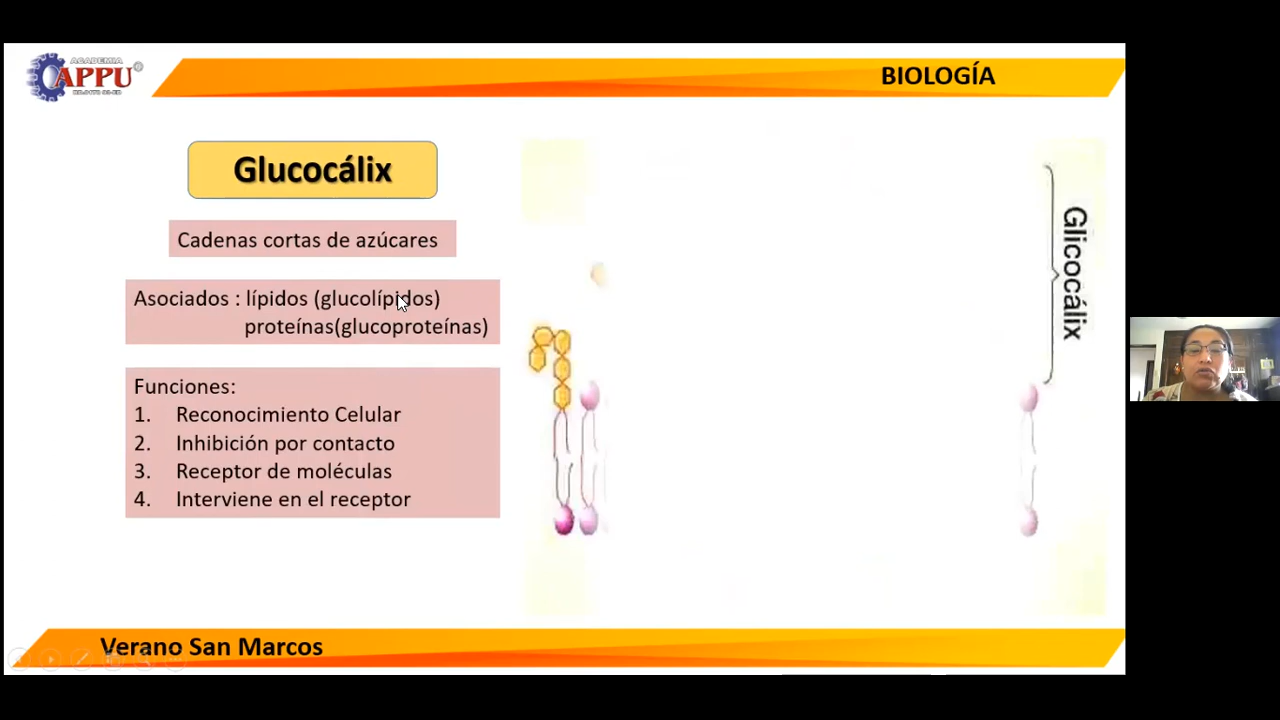 ACADEMIA
APPU
BIOLOGÍA
Glucocálix
Cadenas cortas de azúcares
Asociados : lípidos (glucolípidos)
proteínas(glucoproteínas)
Funciones:
1. Reconocimiento Celular
2. Inhibición por contacto
3. Receptor de moléculas
4. Interviene en el receptor
Glicocálix
Verano San Marcos